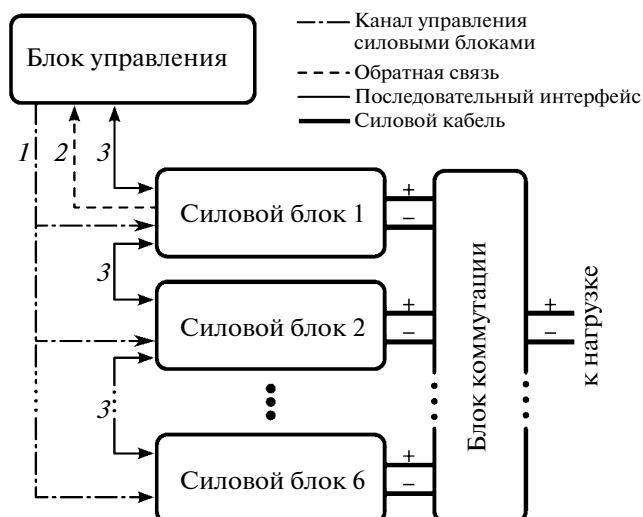 Блок управления
Канал управления
силовыми блоками
Обратная связь
Последовательный интерфейс
Силовой кабель
1
2
3
Силовой блок 1
+
–
3
Силовой блок 2
+
–
3
Силовой блок 6
+
–
Блок коммутации
+
–
к нагрузке